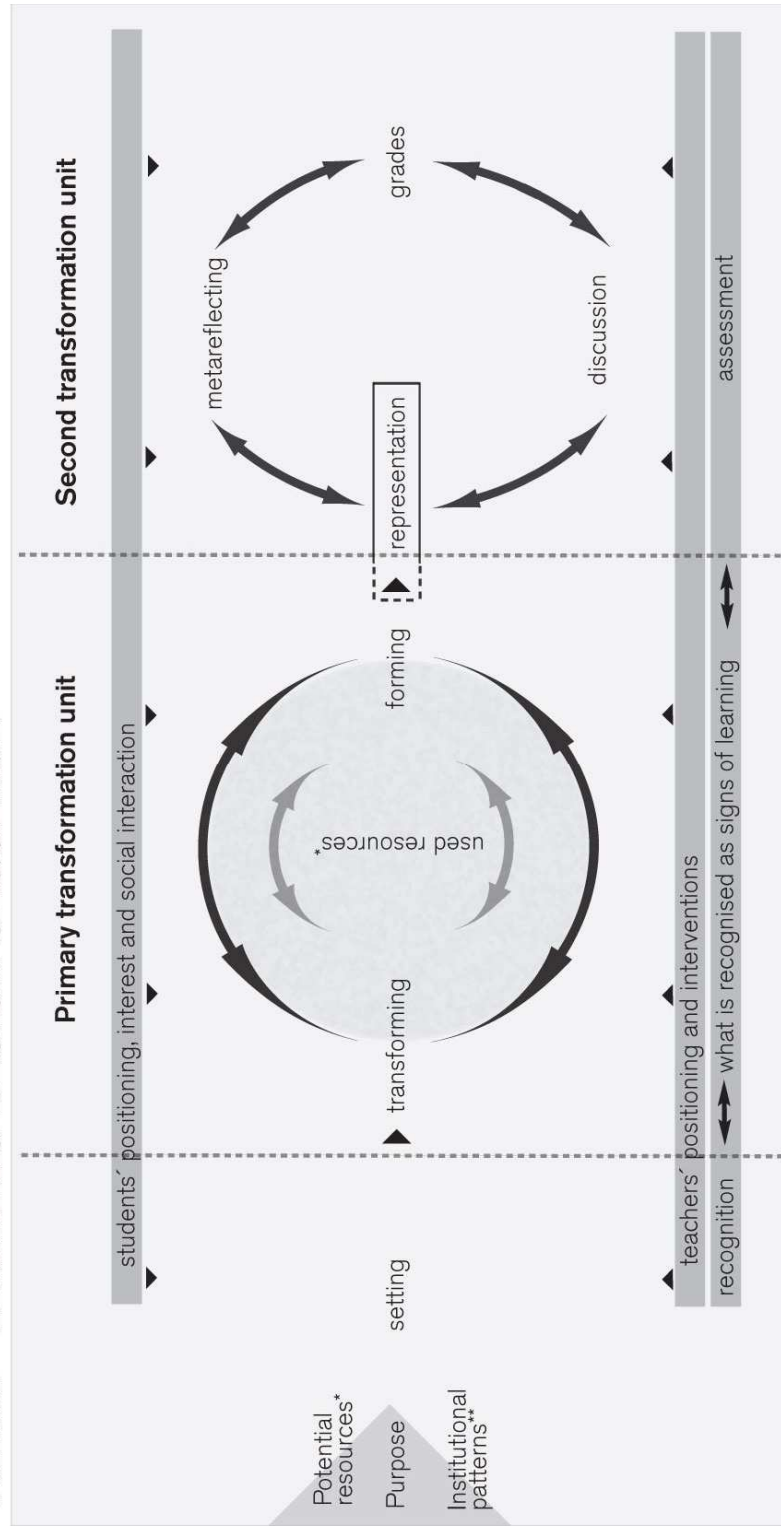 Primary transformation unit
Second transformation unit
students´ positioning, interest and social interaction
Potential
resources*
Purpose
Institutional
patterns**
setting
transforming
used resources*
forming
representation
metareflecting
grades
discussion
teachers´ positioning and interventions
recognition
what is recognised as signs of learning
assessment